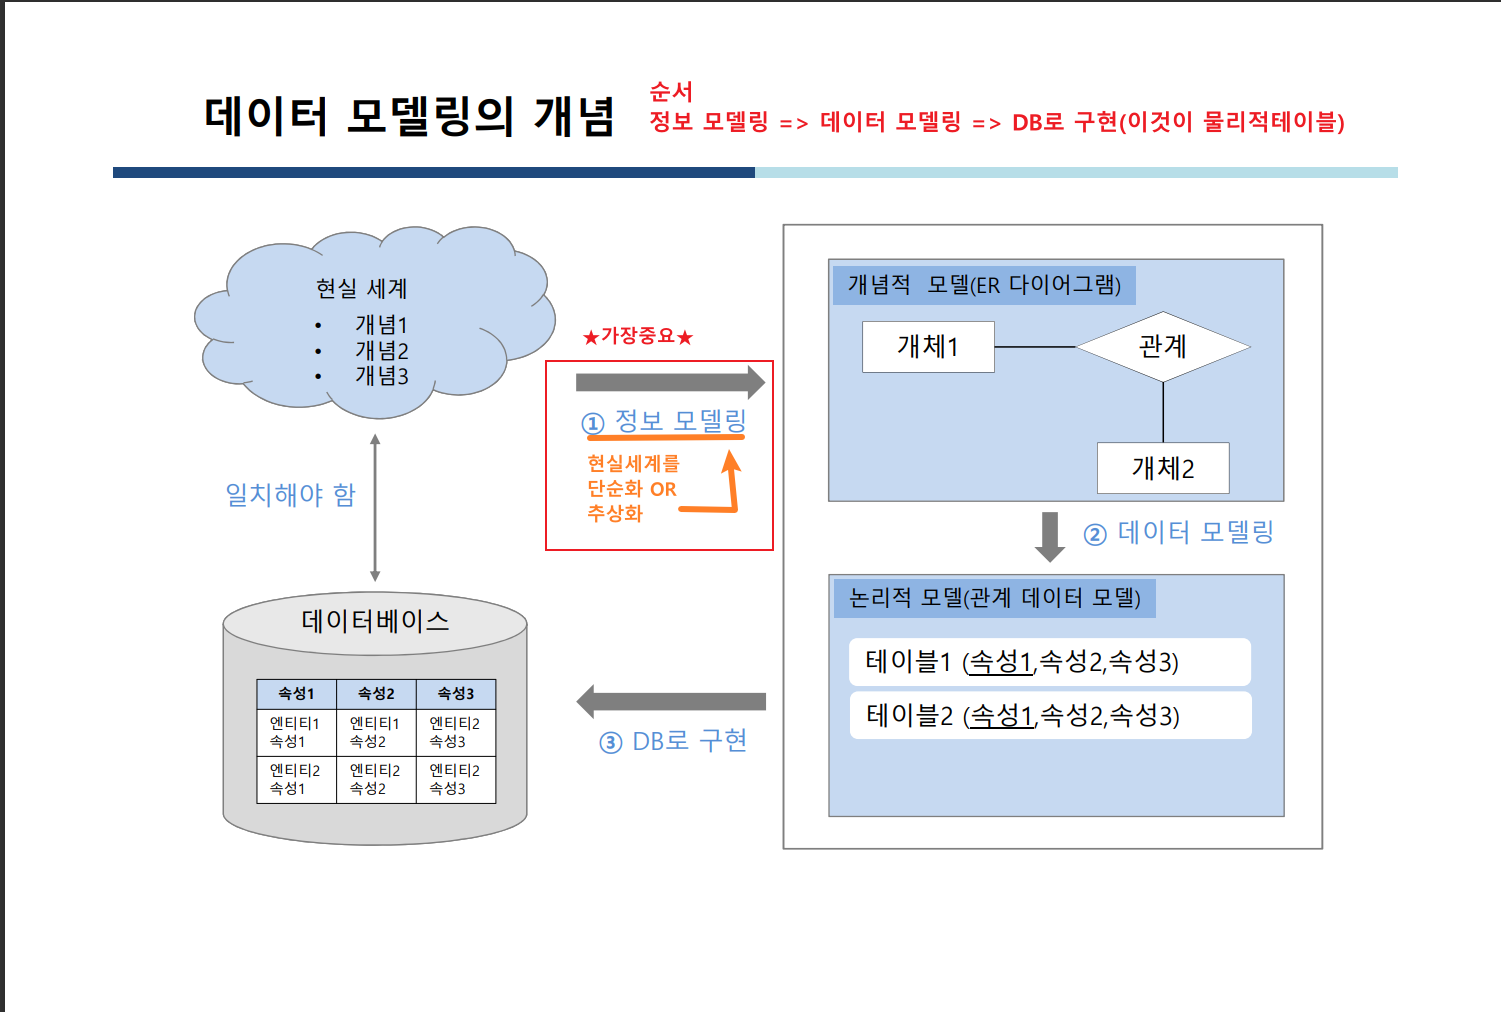 데이터 모델링의 개념
순서
정보 모델링 => 데이터 모델링 => DB로 구현(이것이 물리적테이블)
현실 세계
• 개념1
• 개념2
• 개념3
★가장중요★
① 정보 모델링
현실세계를
단순화 OR
추상화
개념적 모델(ER 다이어그램)
개체1
관계
개체2
일치해야 함
② 데이터 모델링
논리적 모델(관계 데이터 모델)
테이블1 (속성1,속성2,속성3)
테이블2 (속성1,속성2,속성3)
③ DB로 구현
데이터베이스
속성1 속성2 속성3
엔티티1 엔티티1 엔티티2
속성1 속성2 속성3
엔티티2 엔티티2 엔티티2
속성1 속성2 속성3